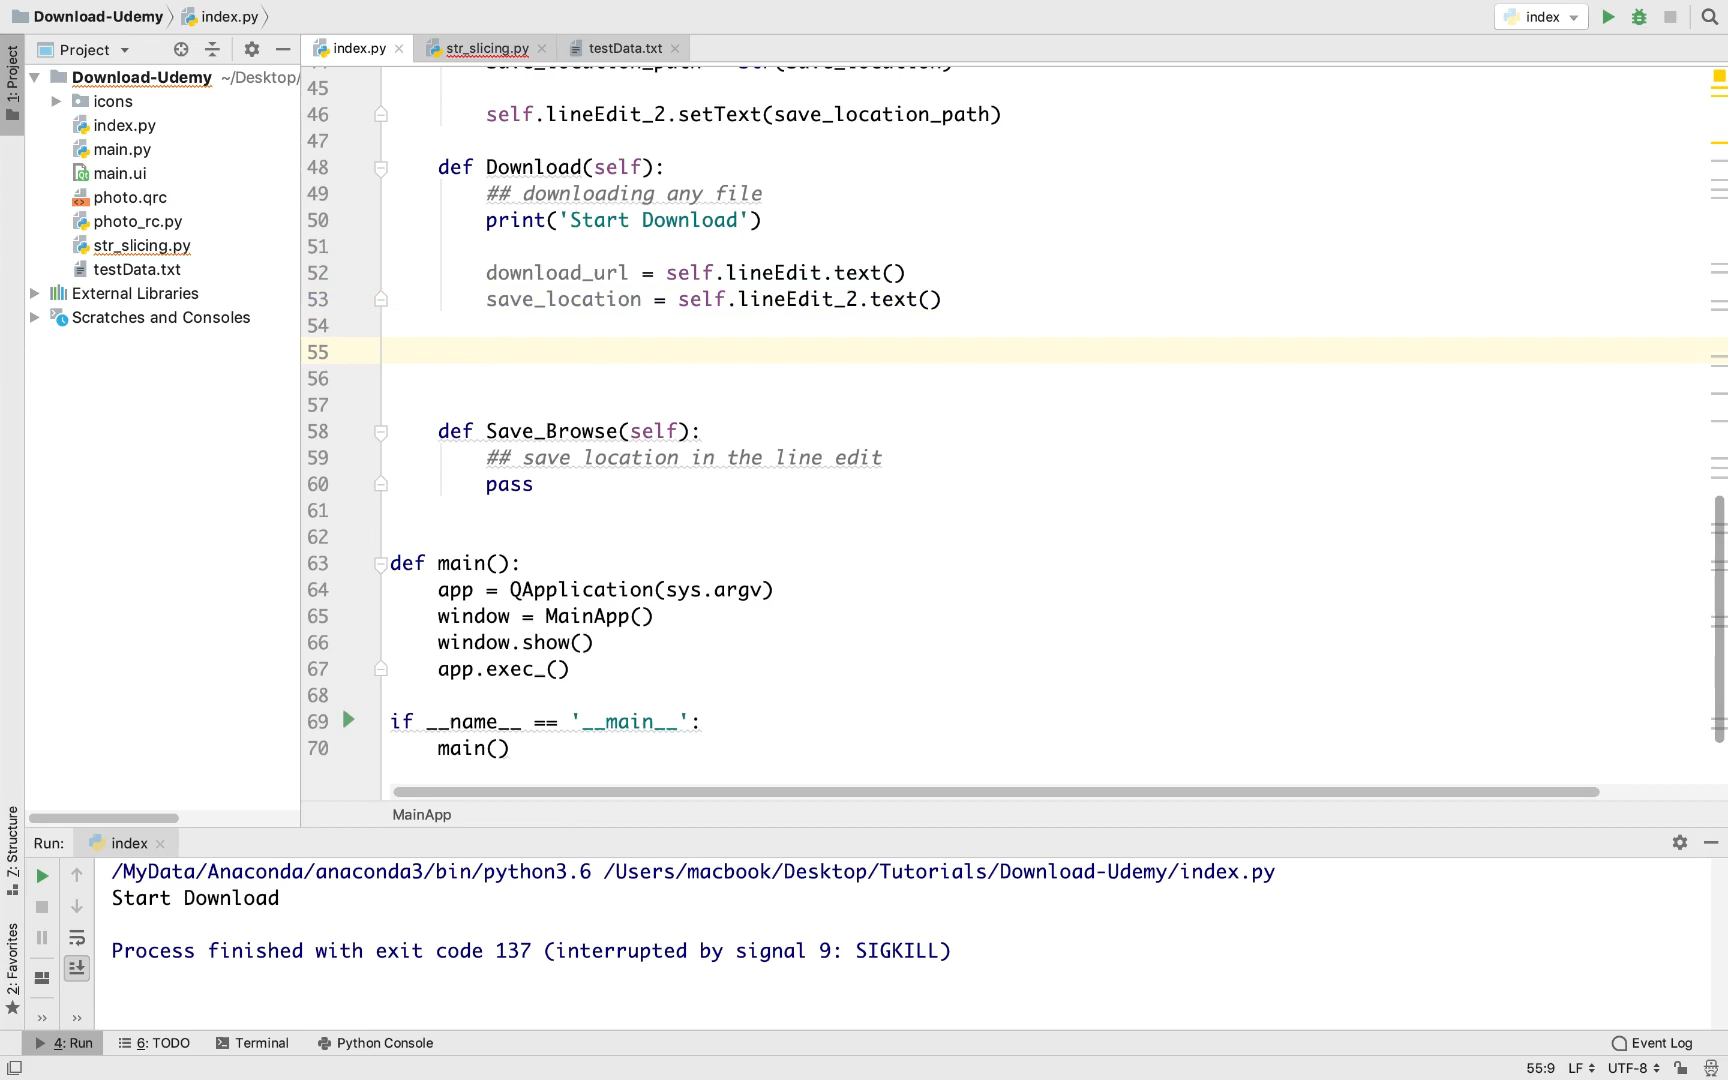 Download-Udemy
index.py
index
Project
index.py
str_slicing.py
testData.txt
1: Project
Download-Udemy ~/Desktop/
icons
index.py
main.py
main.ui
photo.qrc
photo_rc.py
str_slicing.py
testData.txt
External Libraries
Scratches and Consoles
45
46 self.lineEdit_2.setText(save_location_path)
47
48 def Download(self):
49 ## downloading any file
50 print('Start Download')
51
52 download_url = self.lineEdit.text()
53 save_location = self.lineEdit_2.text()
54
55
56
57
58 def Save_Browse(self):
59 ## save location in the line edit
60 pass
61
62
63 def main():
64 app = QApplication(sys.argv)
65 window = MainApp()
66 window.show()
67 app.exec_()
68
69 if __name__ == '__main__':
70 main()
MainApp
7: Structure
2: Favorites
Run: index
/MyData/Anaconda/anaconda3/bin/python3.6 /Users/macbook/Desktop/Tutorials/Download-Udemy/index.py
Start Download
Process finished with exit code 137 (interrupted by signal 9: SIGKILL)
4: Run
6: TODO
Terminal
Python Console
Event Log
55:9 LF UTF-8